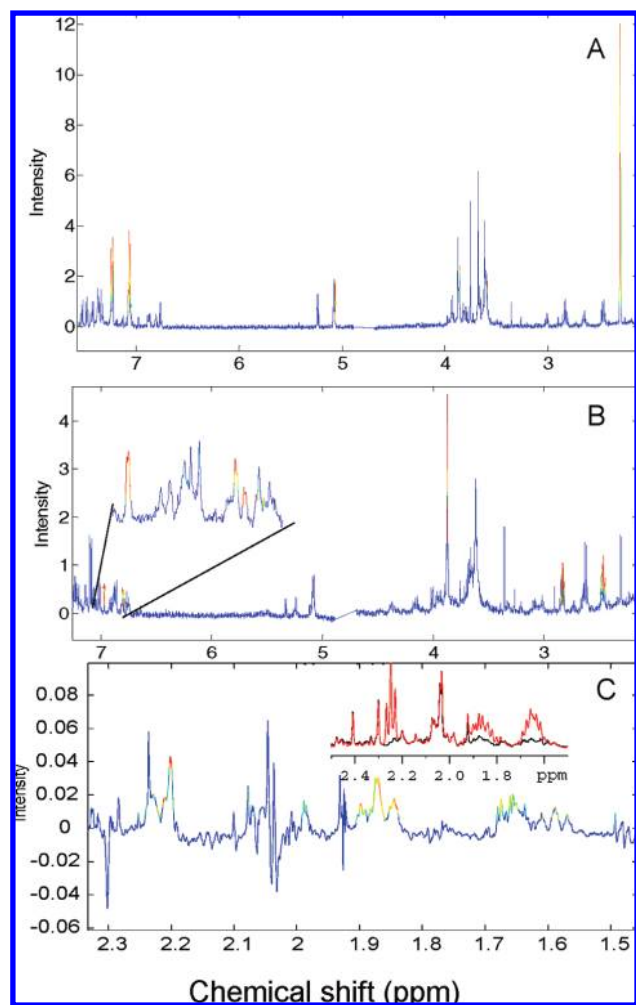 A
12
10
8
6
4
2
0
Intensity
7 6 5 4 3
B
4
3
2
1
0
Intensity
7 6 5 4 3
C
0.08
0.06
0.04
0.02
0
-0.02
-0.04
-0.06
Intensity
2.4 2.2 2.0 1.8 ppm
2.3 2.2 2.1 2 1.9 1.8 1.7 1.6 1.5
Chemical shift (ppm)